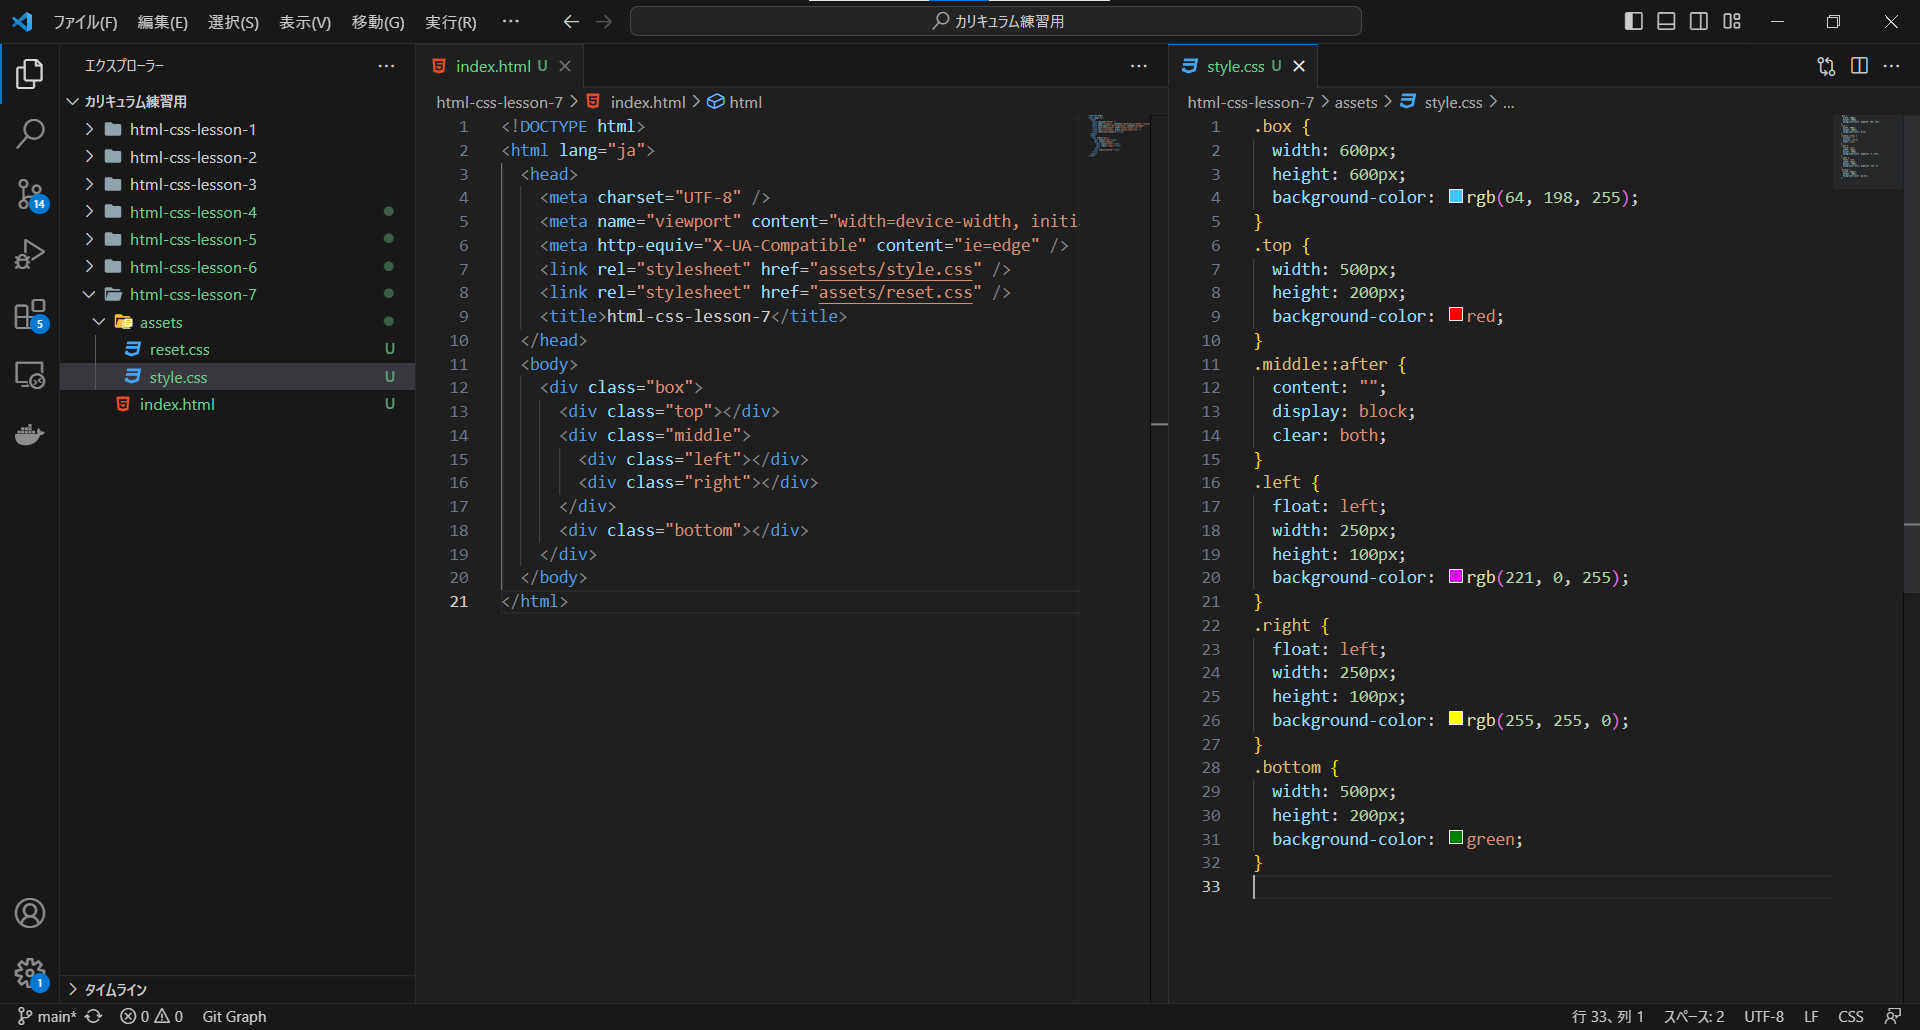 ファイル(F) 編集(E) 選択(S) 表示(V) 移動(G) 実行(R) ··· カリキュラム練習用
エクスプローラー ···
カリキュラム練習用
html-css-lesson-1
html-css-lesson-2
html-css-lesson-3
html-css-lesson-4
html-css-lesson-5
html-css-lesson-6
html-css-lesson-7
assets
reset.css U
style.css U
index.html U
タイムライン
14
5
1
index.html U
html-css-lesson-7 > index.html > html
1 <!DOCTYPE html>
2 <html lang="ja">
3 <head>
4 <meta charset="UTF-8" />
5 <meta name="viewport" content="width=device-width, initi
6 <meta http-equiv="X-UA-Compatible" content="ie=edge" />
7 <link rel="stylesheet" href="assets/style.css" />
8 <link rel="stylesheet" href="assets/reset.css" />
9 <title>html-css-lesson-7</title>
10 </head>
11 <body>
12 <div class="box">
13 <div class="top"></div>
14 <div class="middle">
15 <div class="left"></div>
16 <div class="right"></div>
17 </div>
18 <div class="bottom"></div>
19 </div>
20 </body>
21 </html>
style.css U
html-css-lesson-7 > assets > style.css > ...
1 .box {
2 width: 600px;
3 height: 600px;
4 background-color: rgb(64, 198, 255);
5 }
6 .top {
7 width: 500px;
8 height: 200px;
9 background-color: red;
10 }
11 .middle::after {
12 content: "";
13 display: block;
14 clear: both;
15 }
16 .left {
17 float: left;
18 width: 250px;
19 height: 100px;
20 background-color: rgb(221, 0, 255);
21 }
22 .right {
23 float: left;
24 width: 250px;
25 height: 100px;
26 background-color: rgb(255, 255, 0);
27 }
28 .bottom {
29 width: 500px;
30 height: 200px;
31 background-color: green;
32 }
33
main* 0 0 Git Graph 行 33、列 1 スペース: 2 UTF-8 LF CSS